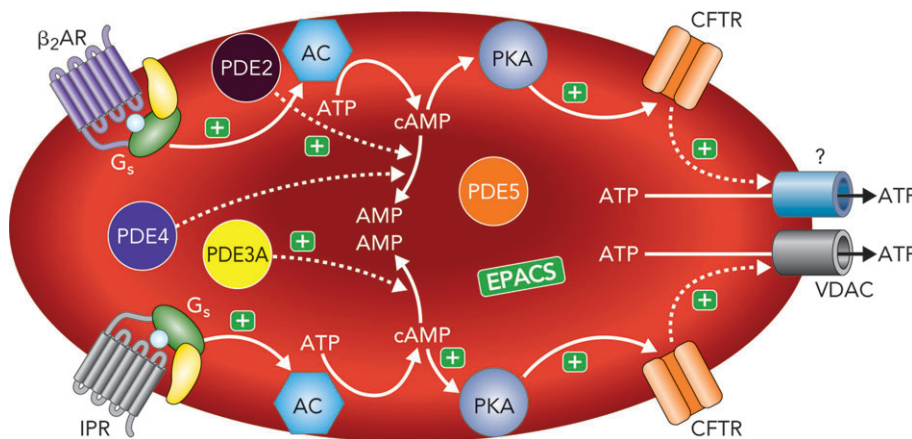 CFTR
β₂AR
AC
PDE2
PKA
+
ATP
+
cAMP
Gₛ
+
+
?
PDE5
ATP
ATP
AMP
PDE4
AMP
PDE3A
+
ATP
ATP
EPACS
VDAC
Gₛ
+
+
ATP
cAMP
+
+
AC
PKA
IPR
CFTR